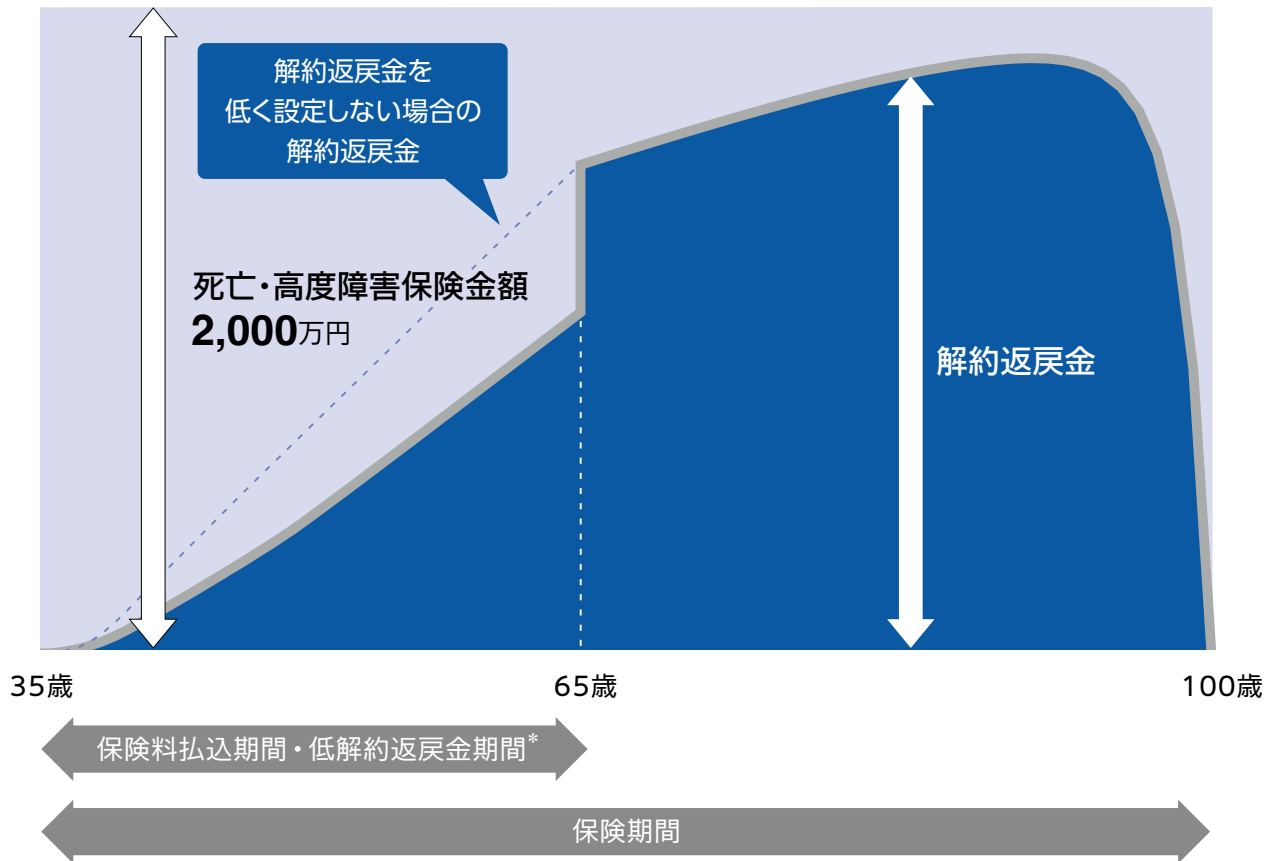 解約返戻金を
低く設定しない場合の
解約返戻金
死亡・高度障害保険金額
2,000万円
解約返戻金
35歳
65歳
100歳
保険料払込期間・低解約返戻金期間*
保険期間